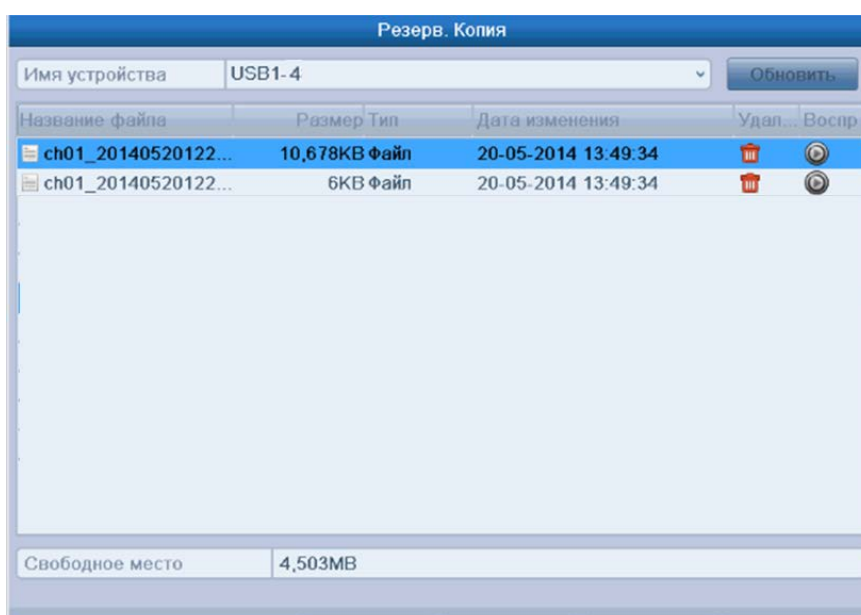 Резерв. Копия
Имя устройства USB1-4 Обновить
Название файла Размер Тип Дата изменения Удал... Воспр
ch01_20140520122... 10,678KB Файл 20-05-2014 13:49:34
ch01_20140520122... 6KB Файл 20-05-2014 13:49:34
Свободное место 4,503MB